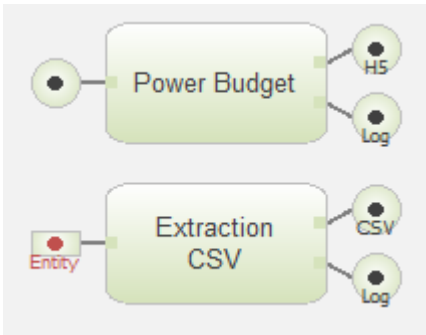 Power Budget
H5
Log
Extraction
CSV
Entity
CSV
Log